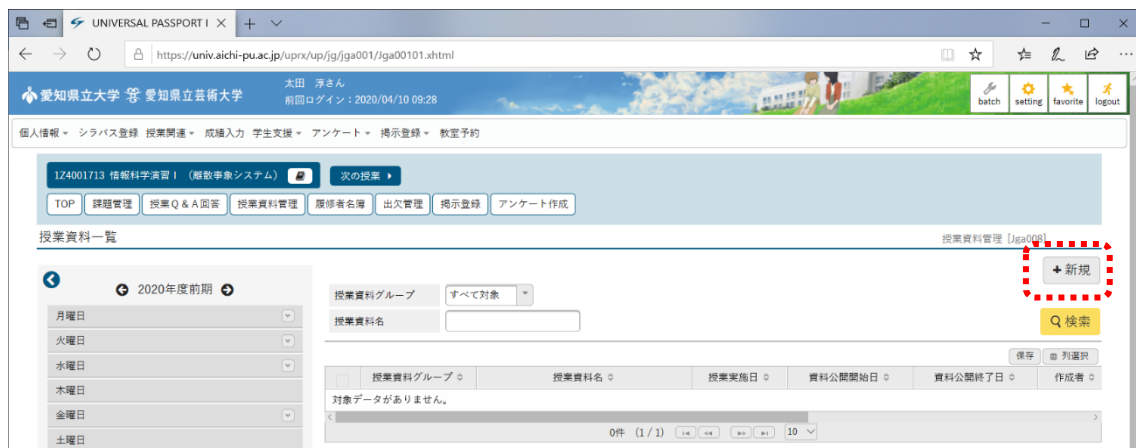 UNIVERSAL PASSPORT I
https://univ.aichi-pu.ac.jp/uprx/up/jg/jga001/Jga00101.xhtml
愛知県立大学 愛知県立芸術大学
太田 淳さん
前回ログイン：2020/04/10 09:28
batch setting favorite logout
個人情報 シラバス登録 授業関連 成績入力 学生支援 アンケート 掲示登録 教室予約
1Z4001713 情報科学演習Ⅰ （離散事象システム） 次の授業
TOP 課題管理 授業Ｑ＆Ａ回答 授業資料管理 履修者名簿 出欠管理 掲示登録 アンケート作成
授業資料一覧
授業資料管理 [Jga008]
新規
2020年度前期
月曜日
火曜日
水曜日
木曜日
金曜日
土曜日
授業資料グループ すべて対象
授業資料名
検索
保存 列選択
授業資料グループ 授業資料名 授業実施日 資料公開開始日 資料公開終了日 作成者
対象データがありません。
0件 (1/1) 10